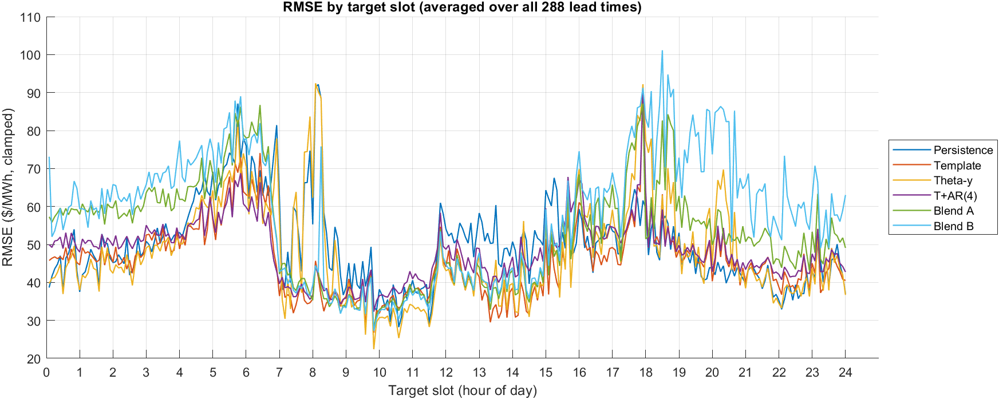 RMSE by target slot (averaged over all 288 lead times)
RMSE ($/MWh, clamped)
110
100
90
80
70
60
50
40
30
20
0 1 2 3 4 5 6 7 8 9 10 11 12 13 14 15 16 17 18 19 20 21 22 23 24
Target slot (hour of day)
Persistence
Template
Theta-y
T+AR(4)
Blend A
Blend B